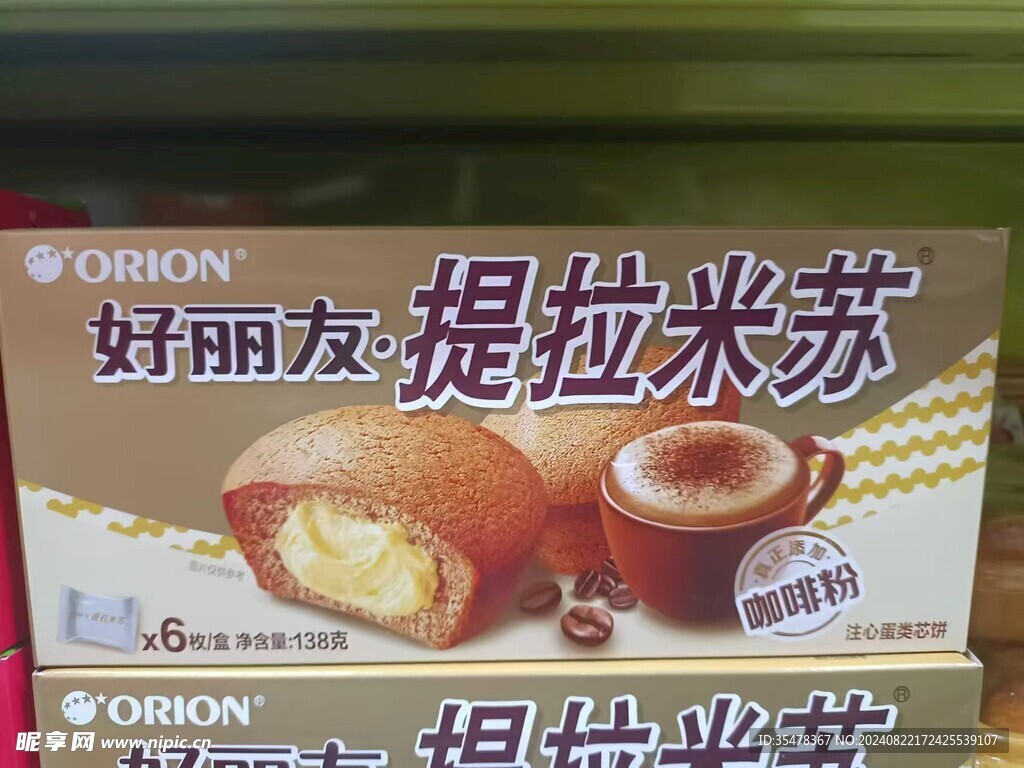 ORION®
好丽友·提拉米苏®
图片仅供参考
真正添加
咖啡粉
提拉米苏
x6枚/盒 净含量:138克
注心蛋类芯饼
ORION®
好丽友 提拉米苏®
昵享网 www.nipic.cn
ID:35478367 NO:20240822172425539107